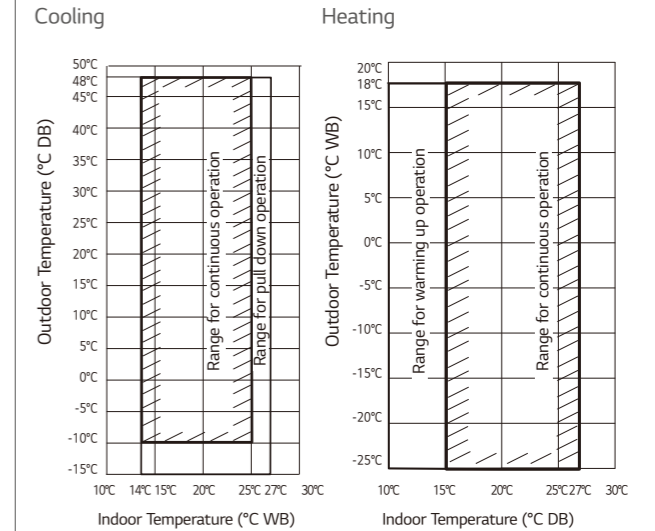 Cooling
50°C
48°C
45°C
40°C
35°C
30°C
25°C
20°C
15°C
10°C
5°C
0°C
-5°C
-10°C
-15°C
Outdoor Temperature (°C DB)
Range for continuous operation
Range for pull down operation
10°C 14°C 15°C 20°C 25°C 27°C 30°C
Indoor Temperature (°C WB)
Heating
20°C
18°C
15°C
10°C
5°C
0°C
-5°C
-10°C
-15°C
-20°C
-25°C
Outdoor Temperature (°C WB)
Range for warming up operation
Range for continuous operation
10°C 15°C 20°C 25°C 27°C 30°C
Indoor Temperature (°C DB)